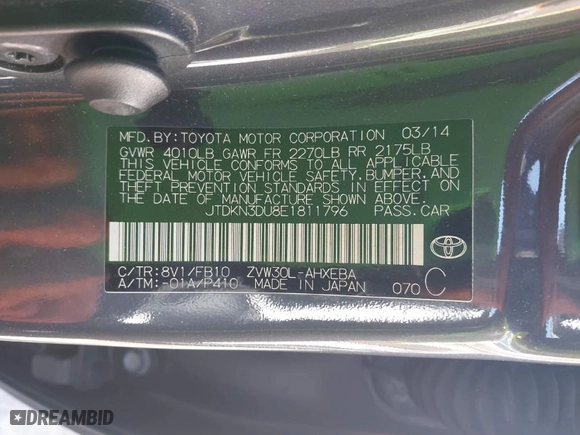 MFD.BY:TOYOTA MOTOR CORPORATION 03/14
GVWR 4010LB GAWR FR 2270LB RR 2175LB
THIS VEHICLE CONFORMS TO ALL APPLICABLE
FEDERAL MOTOR VEHICLE SAFETY,BUMPER,AND
THEFT PREVENTION STANDARDS IN EFFECT ON
THE DATE OF MANUFACTURE SHOWN ABOVE.
JTDKN3DU8E1811796 PASS.CAR
C/TR:8V1/FB10 ZVW30L-AHXEBA
A/TM:-01A/P410 MADE IN JAPAN 070 C
DREAMBID